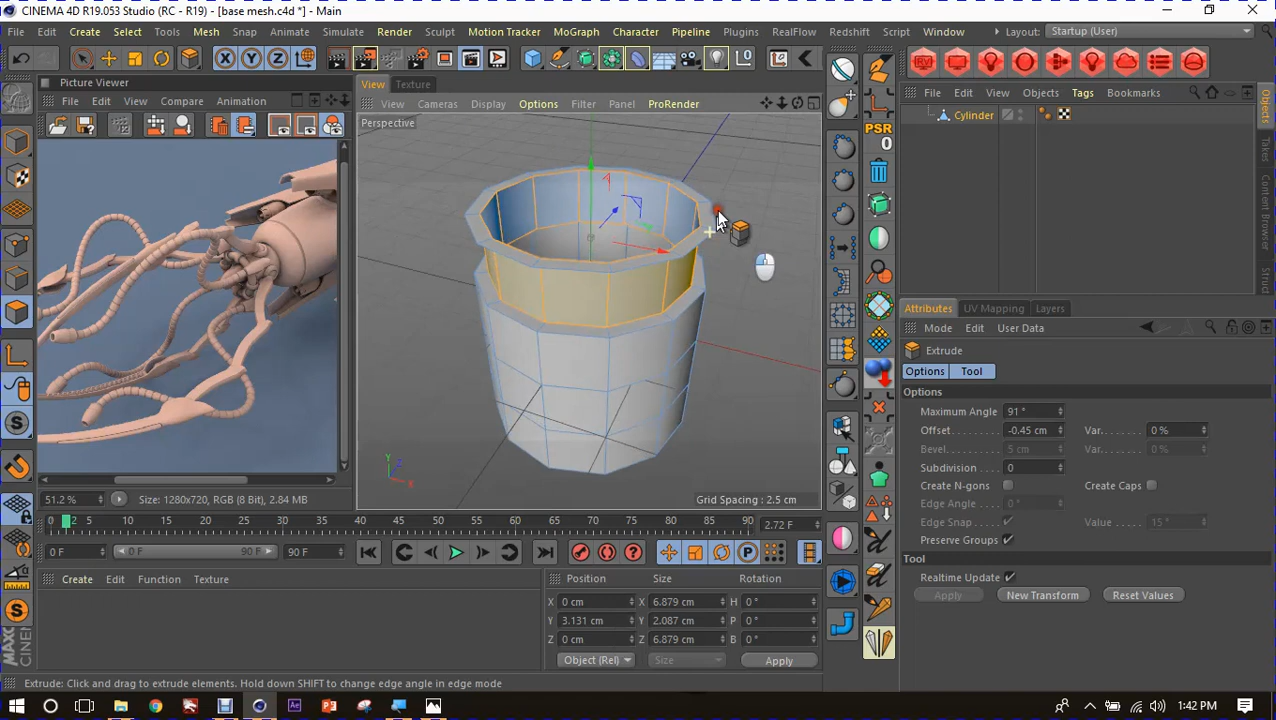 CINEMA 4D R19.053 Studio (RC - R19) - [base mesh.c4d *] - Main
File Edit Create Select Tools Mesh Snap Animate Simulate Render Sculpt Motion Tracker MoGraph Character Pipeline Plugins RealFlow Redshift Script Window Layout: Startup (User)
Picture Viewer
File Edit View Compare Animation
View Texture
View Cameras Display Options Filter Panel ProRender
Perspective
File Edit View Objects Tags Bookmarks
Cylinder
PSR
0
Objects
Takes
Content Browser
Structure
Attributes UV Mapping Layers
Mode Edit User Data
Extrude
Options Tool
Options
Maximum Angle 91 °
Offset -0.45 cm Var. 0 %
Bevel 5 cm Var. 0 %
Subdivision 0
Create N-gons Create Caps
Edge Angle 0 °
Edge Snap Value 15 °
Preserve Groups
Tool
Realtime Update
Apply New Transform Reset Values
Y Z X
Grid Spacing : 2.5 cm
51.2 % Size: 1280x720, RGB (8 Bit), 2.84 MB
0 2 5 10 15 20 25 30 35 40 45 50 55 60 65 70 75 80 85 90 2.72 F
0 F 0 F 90 F 90 F
Create Edit Function Texture
Position Size Rotation
X 0 cm X 6.879 cm H 0 °
Y 3.131 cm Y 2.087 cm P 0 °
Z 0 cm Z 6.879 cm B 0 °
Object (Rel) Size Apply
Extrude: Click and drag to extrude elements. Hold down SHIFT to change edge angle in edge mode
1:42 PM